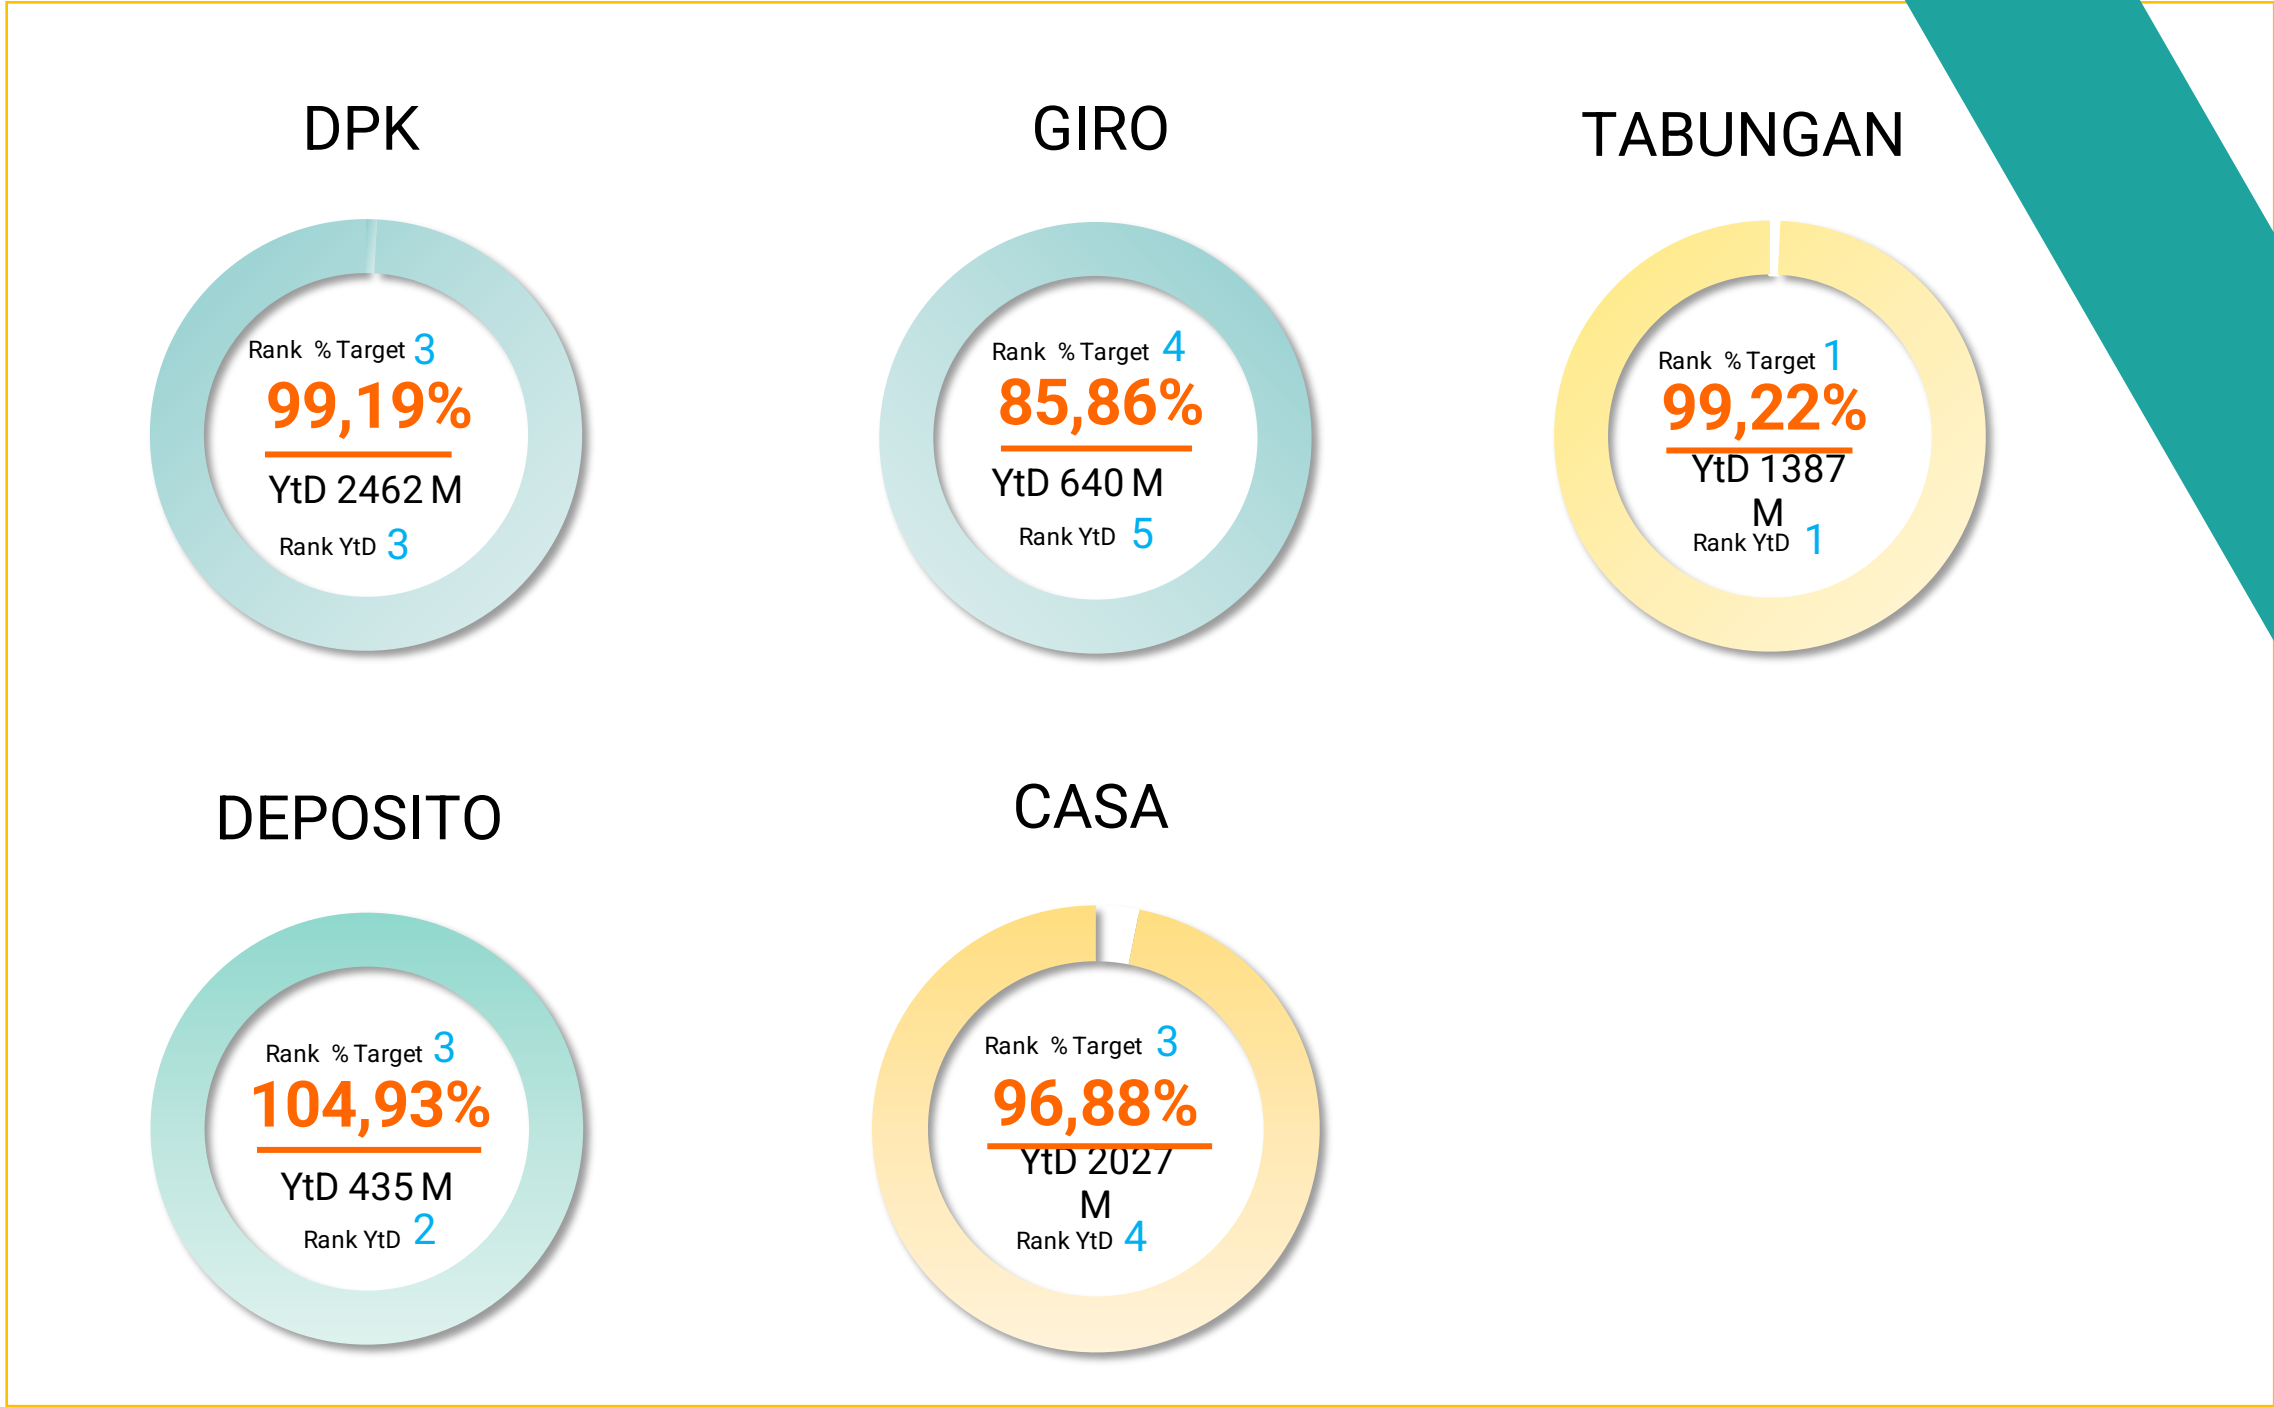 DPK
Rank % Target 3
99,19%
YtD 2462 M
Rank YtD 3
GIRO
Rank % Target 4
85,86%
YtD 640 M
Rank YtD 5
TABUNGAN
Rank % Target 1
99,22%
YtD 1387
M
Rank YtD 1
DEPOSITO
Rank % Target 3
104,93%
YtD 435 M
Rank YtD 2
CASA
Rank % Target 3
96,88%
YtD 2027
M
Rank YtD 4